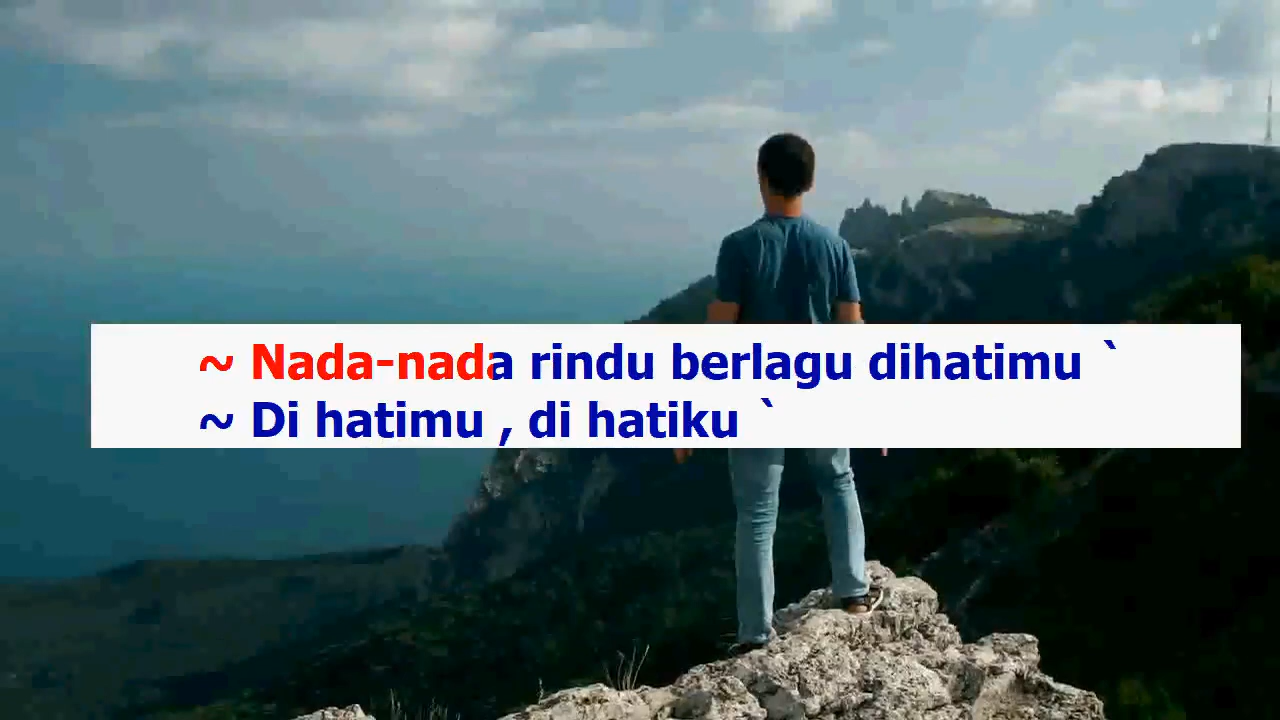 ~ Nada-nada rindu berlagu dihatimu `
~ Di hatimu , di hatiku `